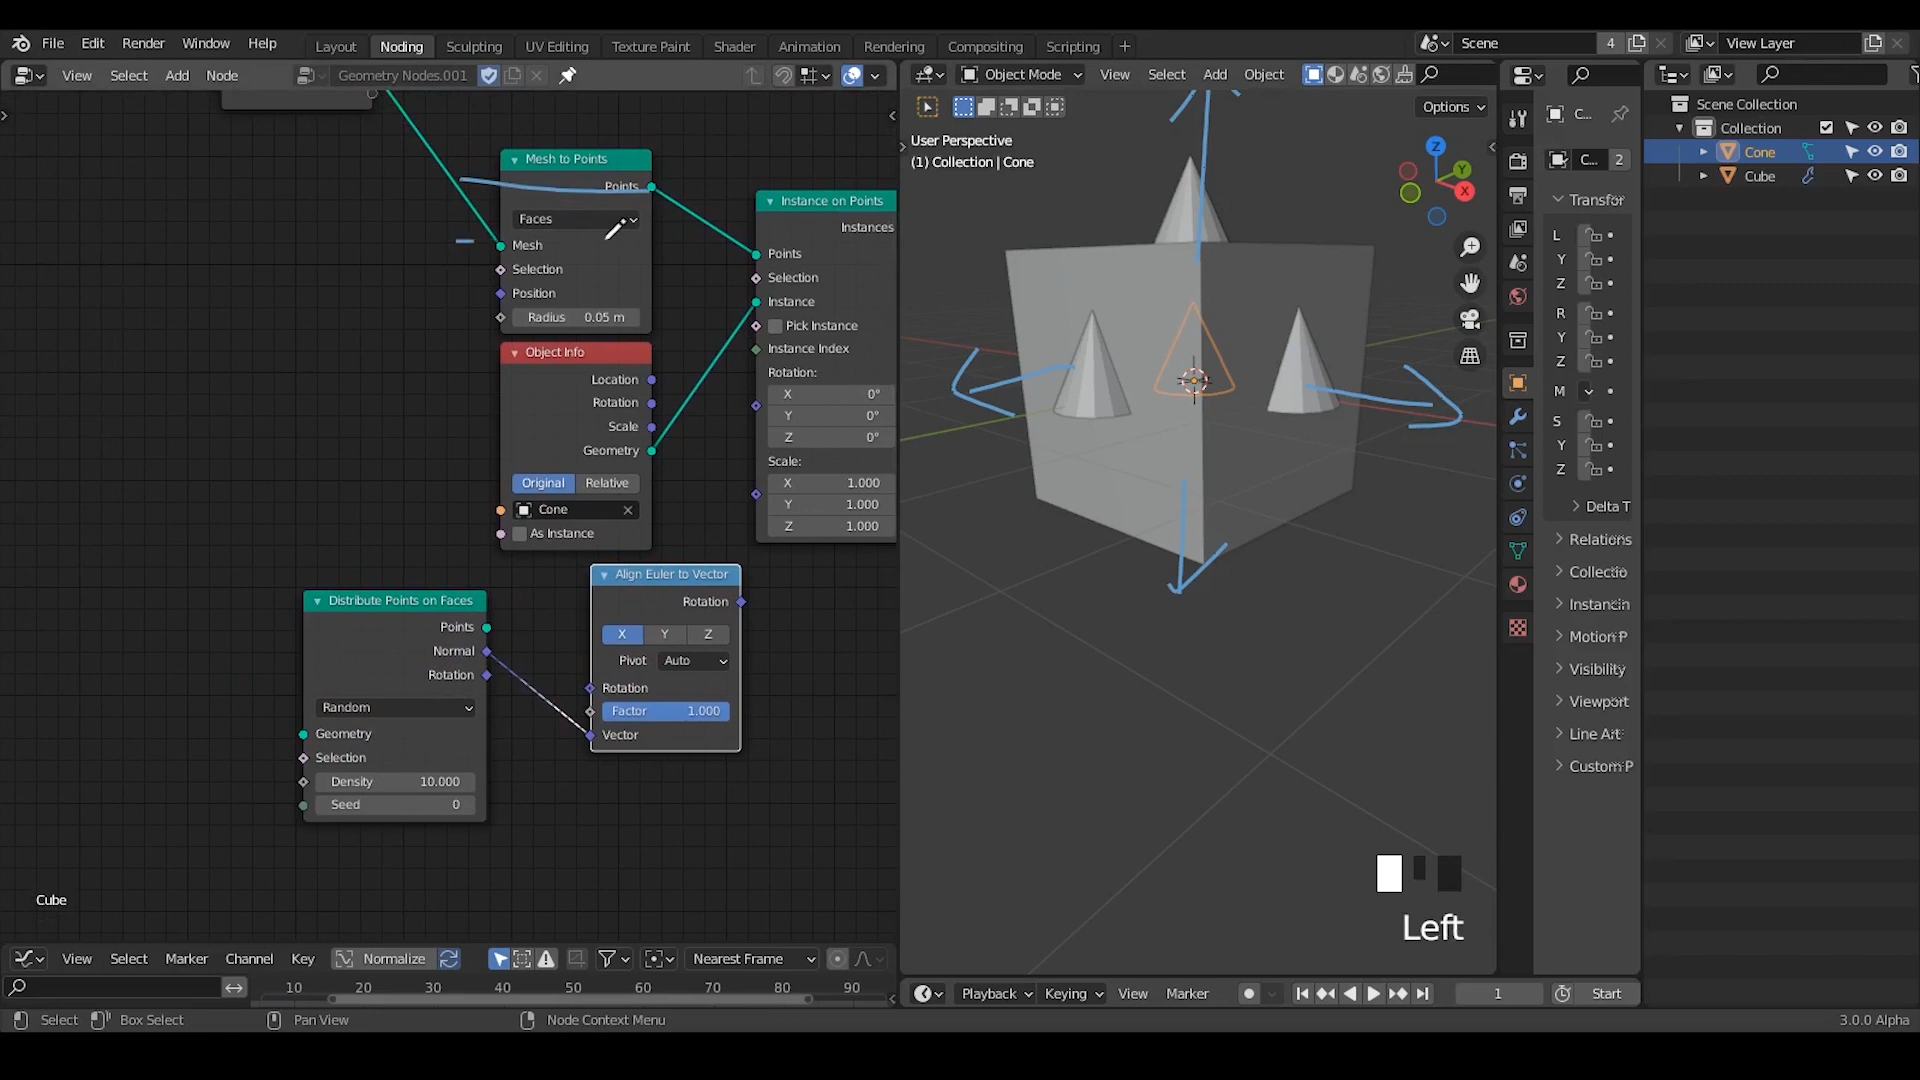 File Edit Render Window Help
Layout Noding Sculpting UV Editing Texture Paint Shader Animation Rendering Compositing Scripting
Scene 4
View Layer
View Select Add Node
Geometry Nodes.001
Object Mode View Select Add Object
Options
User Perspective
(1) Collection | Cone
Z
Y
X
Mesh to Points
Points
Faces
Mesh
Selection
Position
Radius 0.05 m
Object Info
Location
Rotation
Scale
Geometry
Original Relative
Cone
As Instance
Instance on Points
Instances
Points
Selection
Instance
Pick Instance
Instance Index
Rotation:
X 0°
Y 0°
Z 0°
Scale:
X 1.000
Y 1.000
Z 1.000
Distribute Points on Faces
Points
Normal
Rotation
Random
Geometry
Selection
Density 10.000
Seed 0
Align Euler to Vector
Rotation
X Y Z
Pivot Auto
Rotation
Factor 1.000
Vector
Cube
Left
C...
C... 2
Transfor
L
Y
Z
R
Y
Z
M
S
Y
Z
Delta T
Relations
Collectio
Instancin
Motion P
Visibility
Viewport
Line Art
Custom P
Scene Collection
Collection
Cone
Cube
View Select Marker Channel Key Normalize Nearest Frame
10 20 30 40 50 60 70 80 90
Playback Keying View Marker 1 Start
Select Box Select Pan View Node Context Menu 3.0.0 Alpha